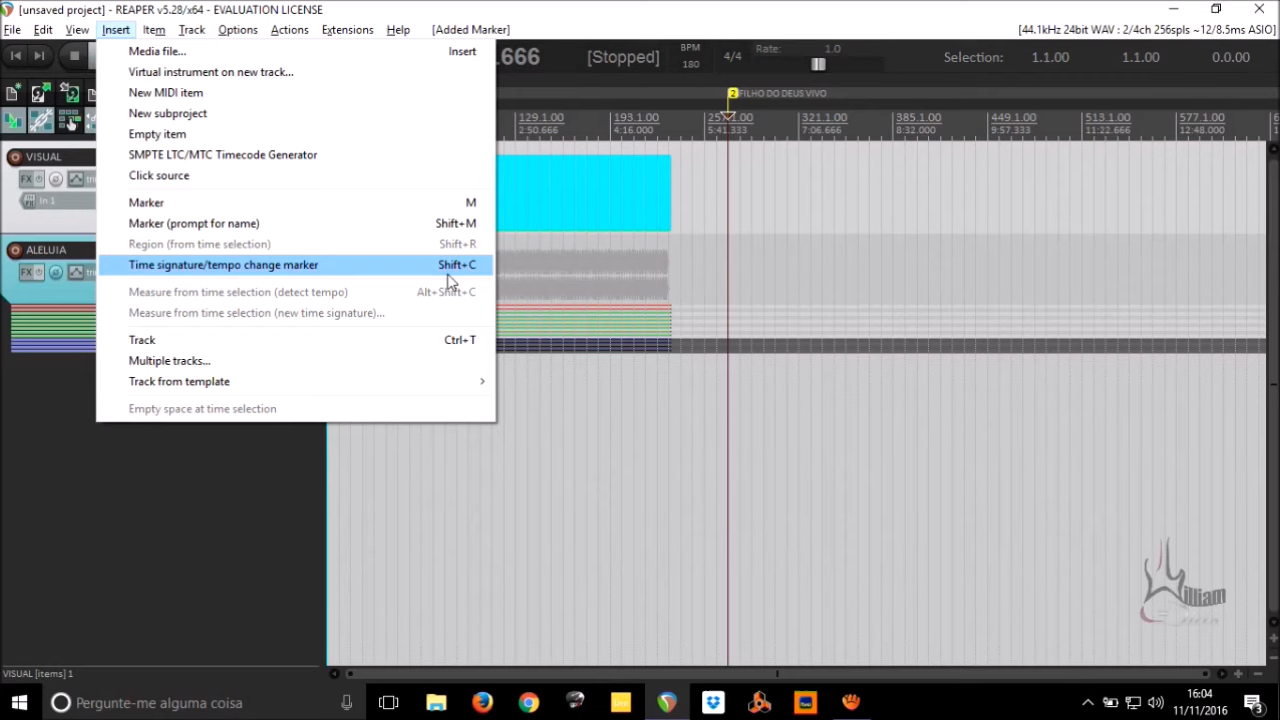 [unsaved project] - REAPER v5.28/x64 - EVALUATION LICENSE
File Edit View Insert Item Track Options Actions Extensions Help [Added Marker]
[44.1kHz 24bit WAV : 2/4ch 256spls ~12/8.5ms ASIO]
.666 [Stopped] BPM 180 4/4 Rate: 1.0 Selection: 1.1.00 1.1.00 0.0.00
Media file... Insert
Virtual instrument on new track...
New MIDI item
New subproject
Empty item
SMPTE LTC/MTC Timecode Generator
Click source
Marker M
Marker (prompt for name) Shift+M
Region (from time selection) Shift+R
Time signature/tempo change marker Shift+C
Measure from time selection (detect tempo) Alt+Shift+C
Measure from time selection (new time signature)...
Track Ctrl+T
Multiple tracks...
Track from template
Empty space at time selection
2 FILHO DO DEUS VIVO
129.1.00 193.1.00 257.1.00 321.1.00 385.1.00 449.1.00 513.1.00 577.1.00
2:50.666 4:16.000 5:41.333 7:06.666 8:32.000 9:57.333 11:22.666 12:48.000
VISUAL
FX
In 1
ALELUIA
FX
VISUAL [items] 1
Pergunte-me alguma coisa
16:04
11/11/2016
3